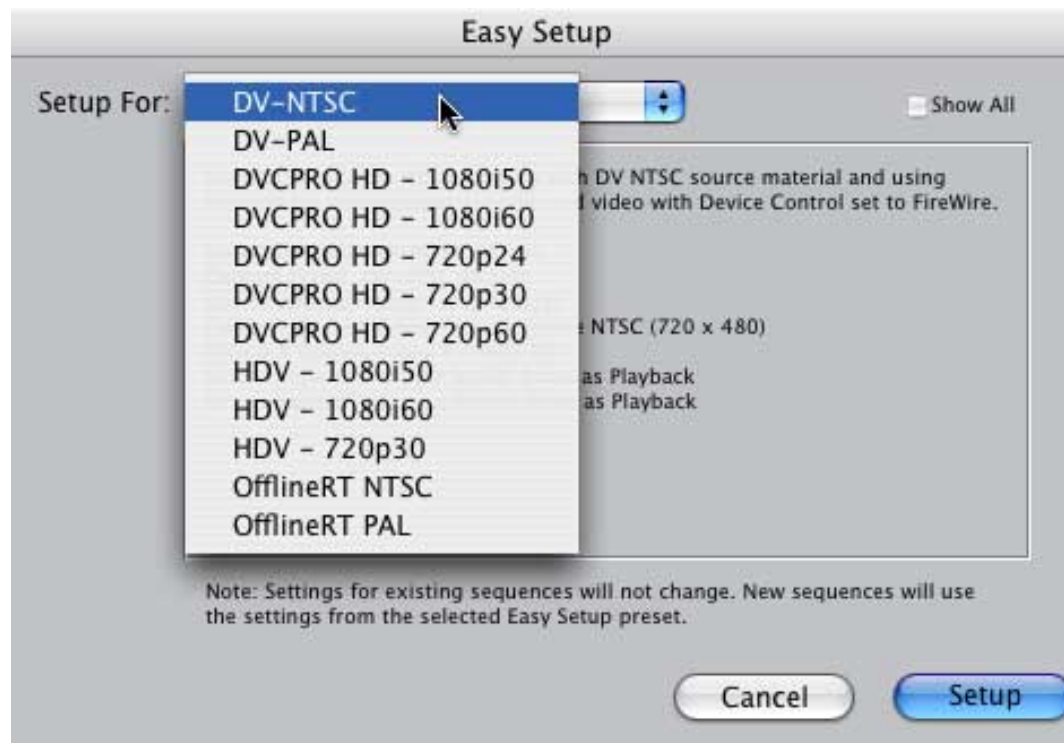 Easy Setup
Setup For:
DV-NTSC
Show All
DV-PAL
DVCPRO HD - 1080i50
DVCPRO HD - 1080i60
DVCPRO HD - 720p24
DVCPRO HD - 720p30
DVCPRO HD - 720p60
HDV - 1080i50
HDV - 1080i60
HDV - 720p30
OfflineRT NTSC
OfflineRT PAL
DV NTSC source material and using
video with Device Control set to FireWire.
NTSC (720 x 480)
as Playback
as Playback
Note: Settings for existing sequences will not change. New sequences will use
the settings from the selected Easy Setup preset.
Cancel
Setup